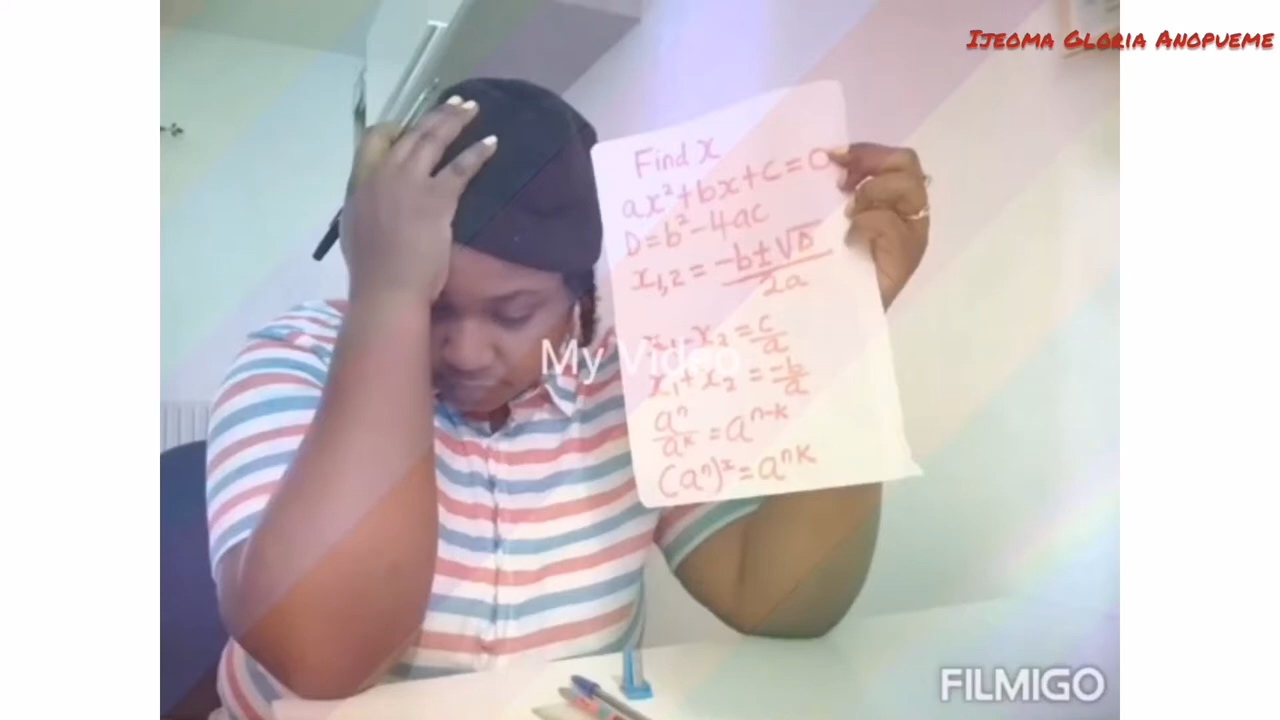 Ijeoma Gloria Anopueme
Find x
ax²+bx+c=0
D=b²-4ac
x₁,₂ = -b±√D / 2a
x₂ = c/a
My Video
x₁+x₂ = -b/a
aⁿ/aᵏ = aⁿ⁻ᵏ
(aⁿ)ˣ = aⁿᵏ
FILMIGO